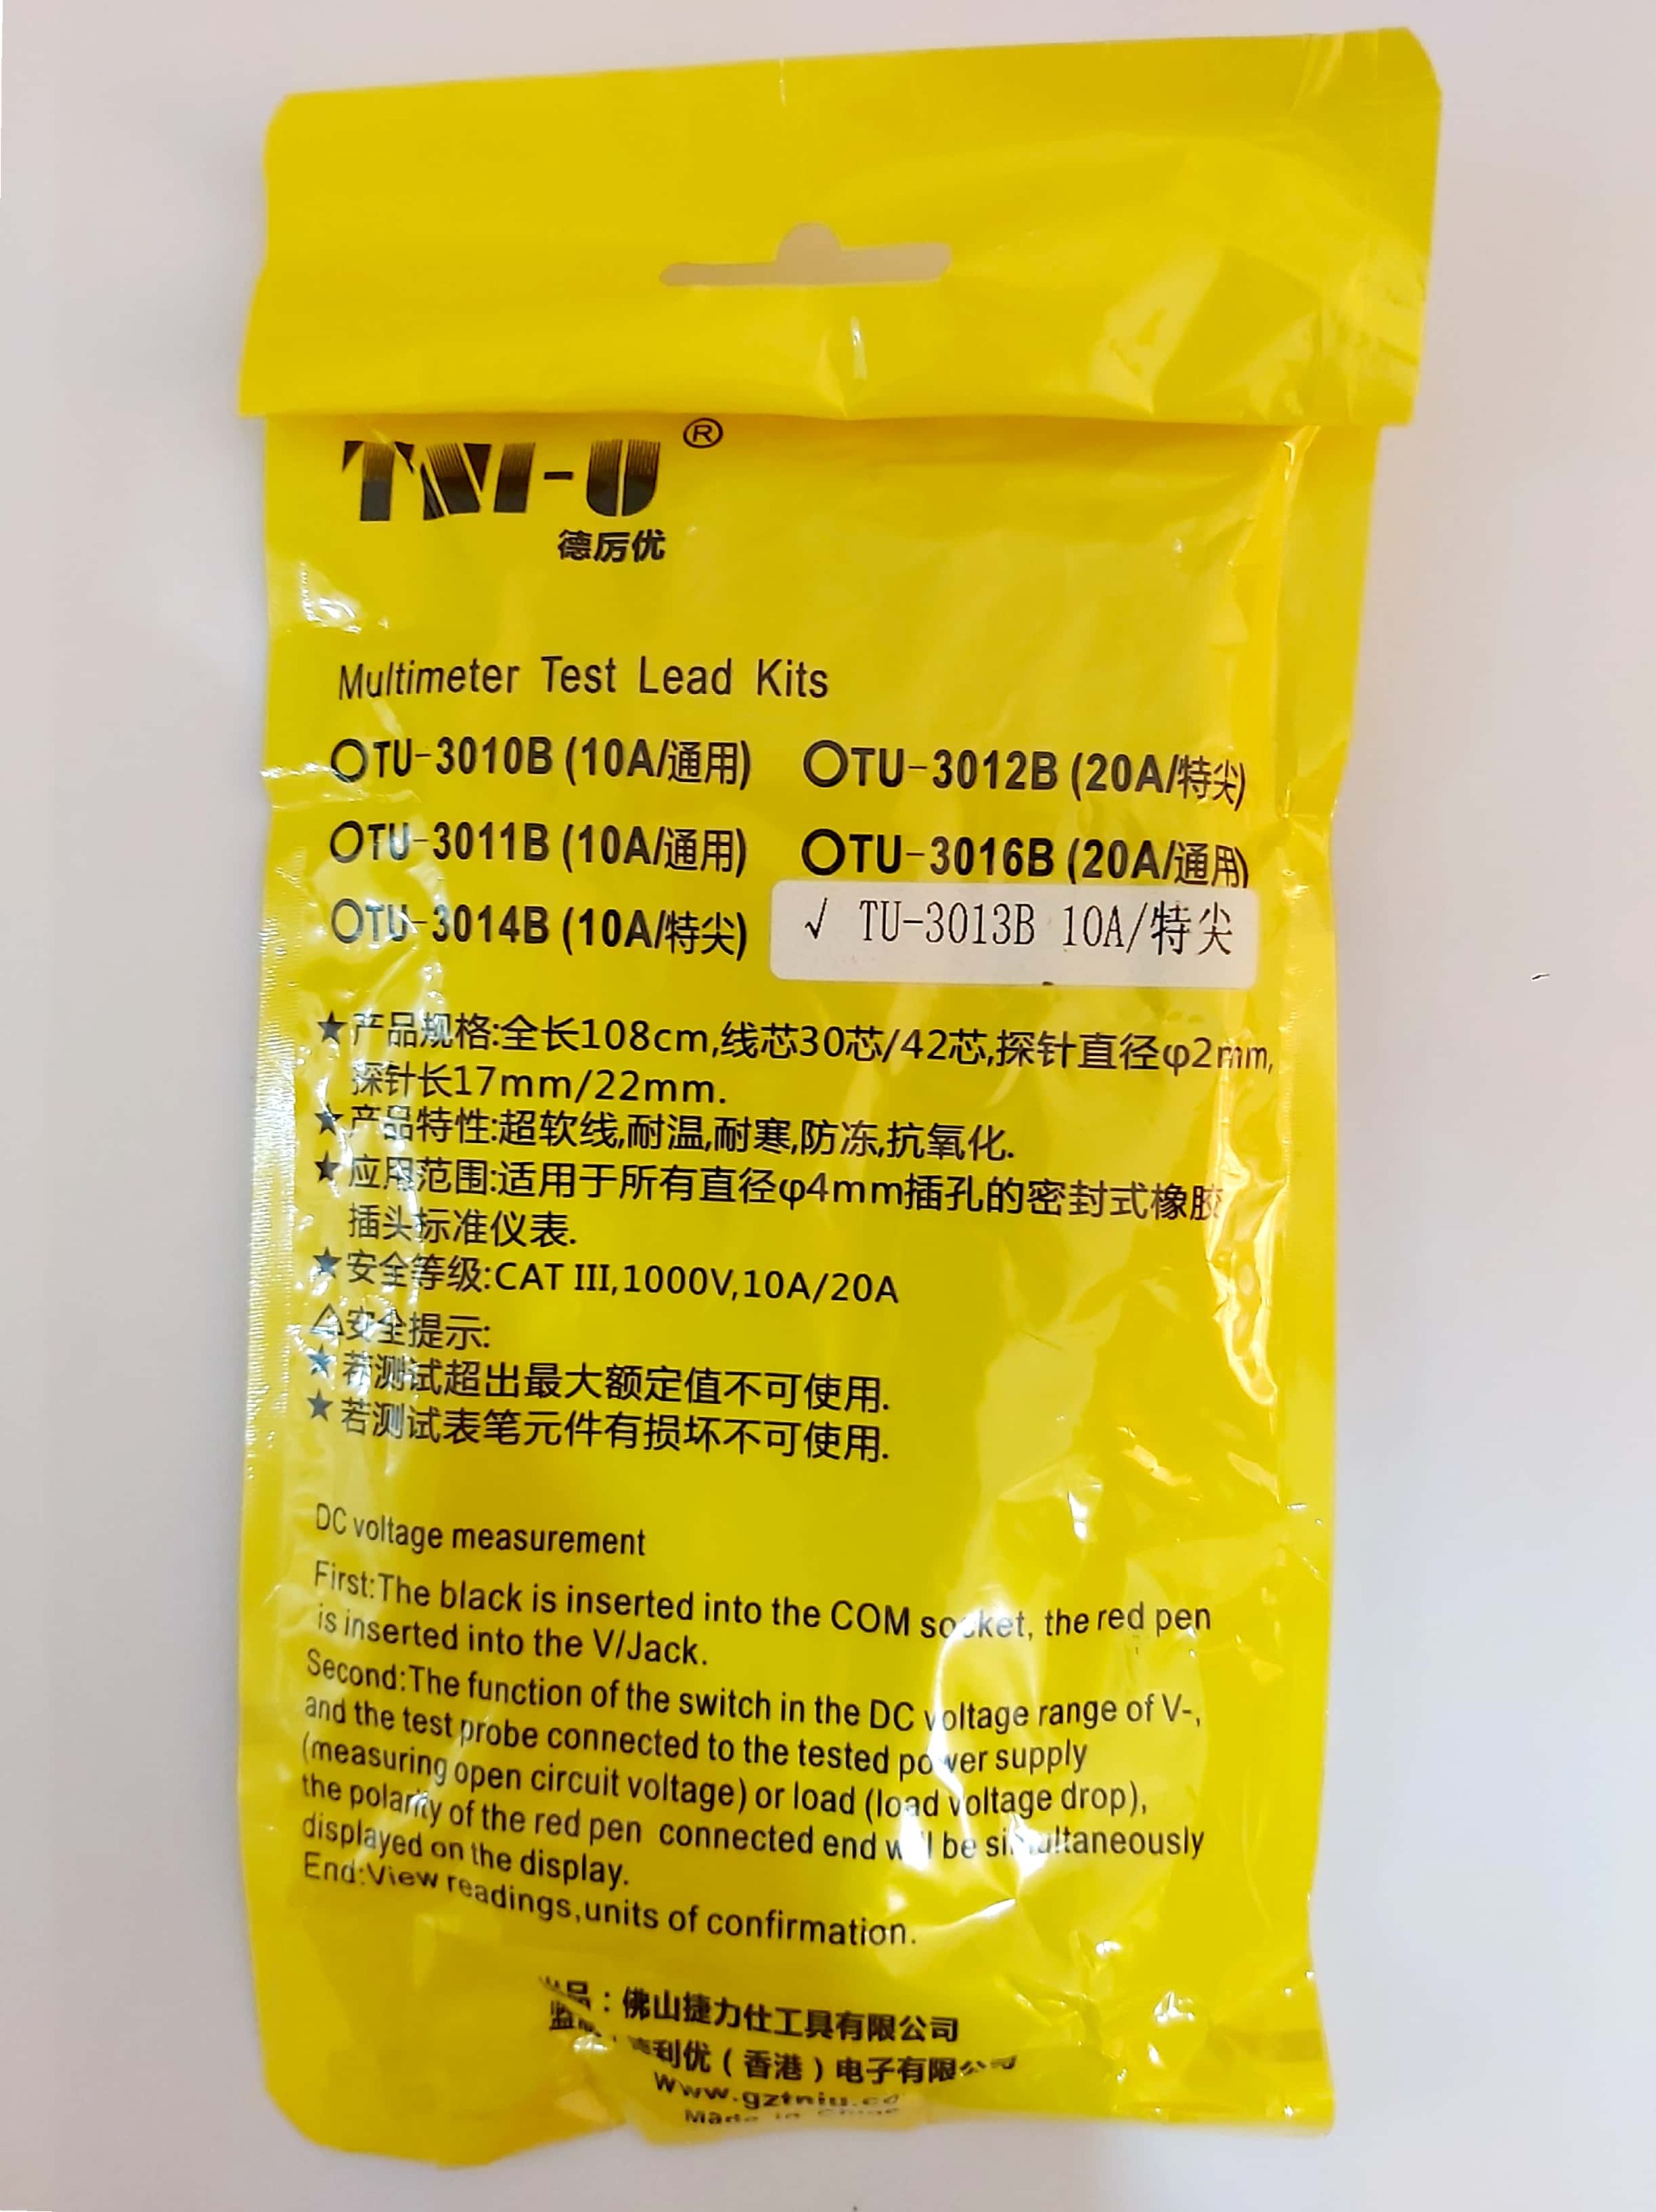 TNI-U®
德厉优
Multimeter Test Lead Kits
○TU-3010B (10A/通用) ○TU-3012B (20A/特尖)
○TU-3011B (10A/通用) ○TU-3016B (20A/通用)
○TU-3014B (10A/特尖) √ TU-3013B 10A/特尖
★产品规格:全长108cm,线芯30芯/42芯,探针直径φ2mm,
探针长17mm/22mm.
★产品特性:超软线,耐温,耐寒,防冻,抗氧化.
★应用范围:适用于所有直径φ4mm插孔的密封式橡胶
插头标准仪表.
★安全等级:CAT III,1000V,10A/20A
⚠安全提示:
★若测试超出最大额定值不可使用.
★若测试表笔元件有损坏不可使用.
DC voltage measurement
First:The black is inserted into the COM socket, the red pen
is inserted into the V/Jack.
Second:The function of the switch in the DC voltage range of V-,
and the test probe connected to the tested power supply
(measuring open circuit voltage) or load (load voltage drop),
the polarity of the red pen connected end will be simultaneously
displayed on the display.
End:View readings,units of confirmation.
出品：佛山捷力仕工具有限公司
利优（香港）电子有限公司
Www.gztniu.co
Made in China